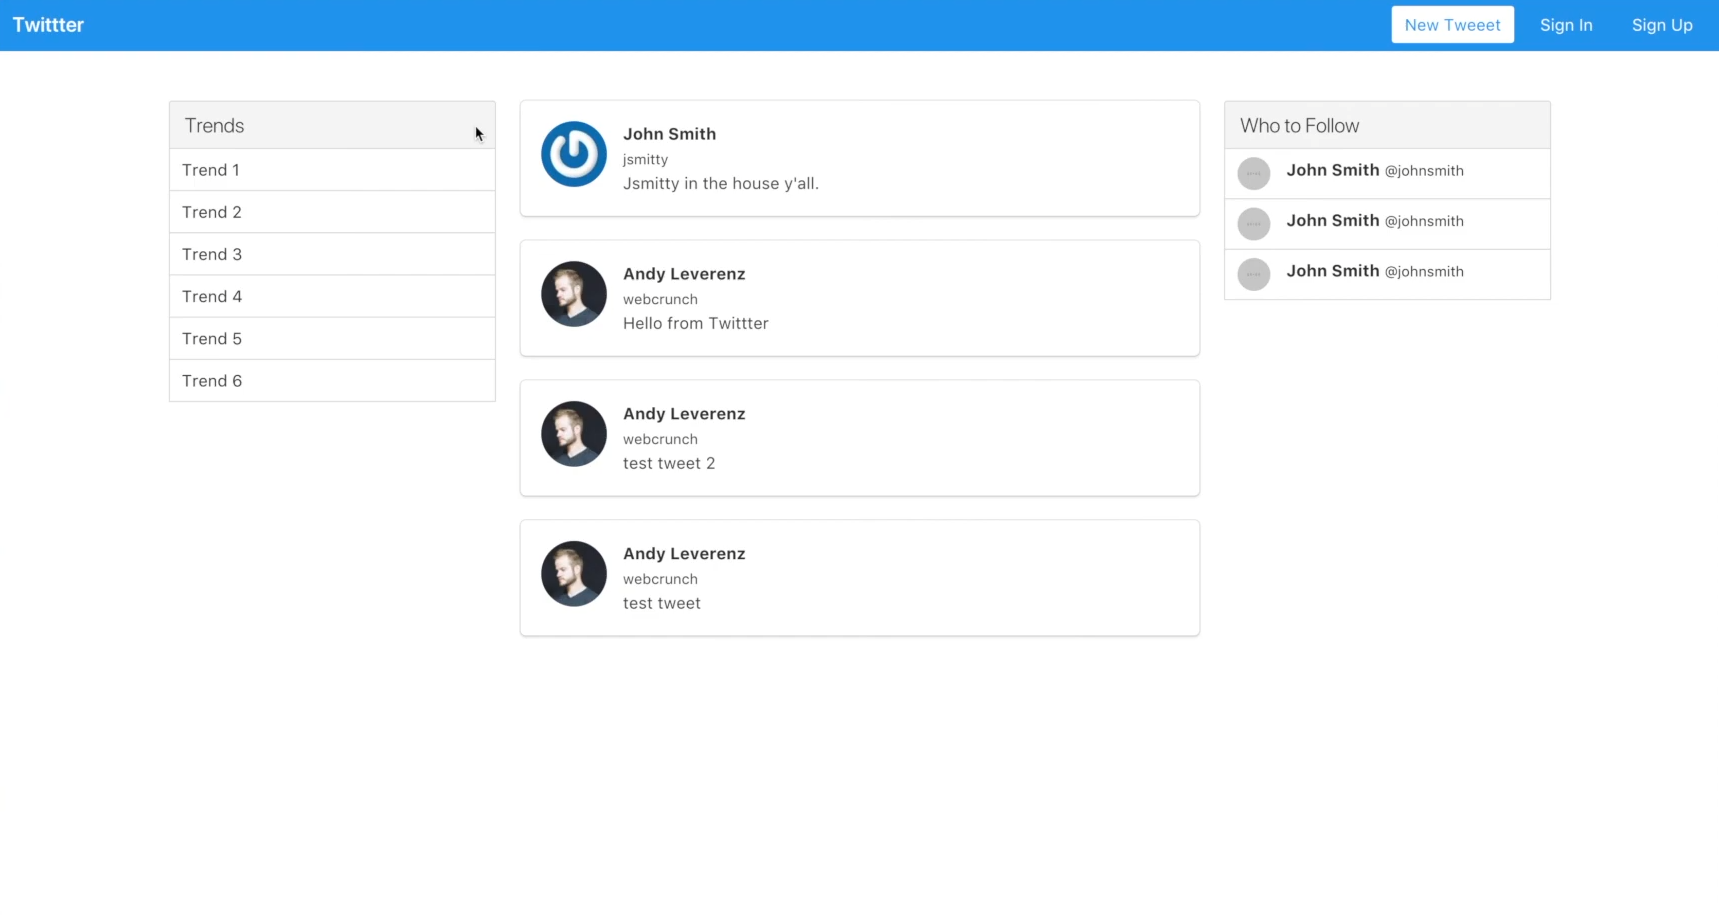 Twittter
New Tweeet Sign In Sign Up
Trends
Trend 1
Trend 2
Trend 3
Trend 4
Trend 5
Trend 6
John Smith
jsmitty
Jsmitty in the house y'all.
Andy Leverenz
webcrunch
Hello from Twittter
Andy Leverenz
webcrunch
test tweet 2
Andy Leverenz
webcrunch
test tweet
Who to Follow
John Smith @johnsmith
John Smith @johnsmith
John Smith @johnsmith